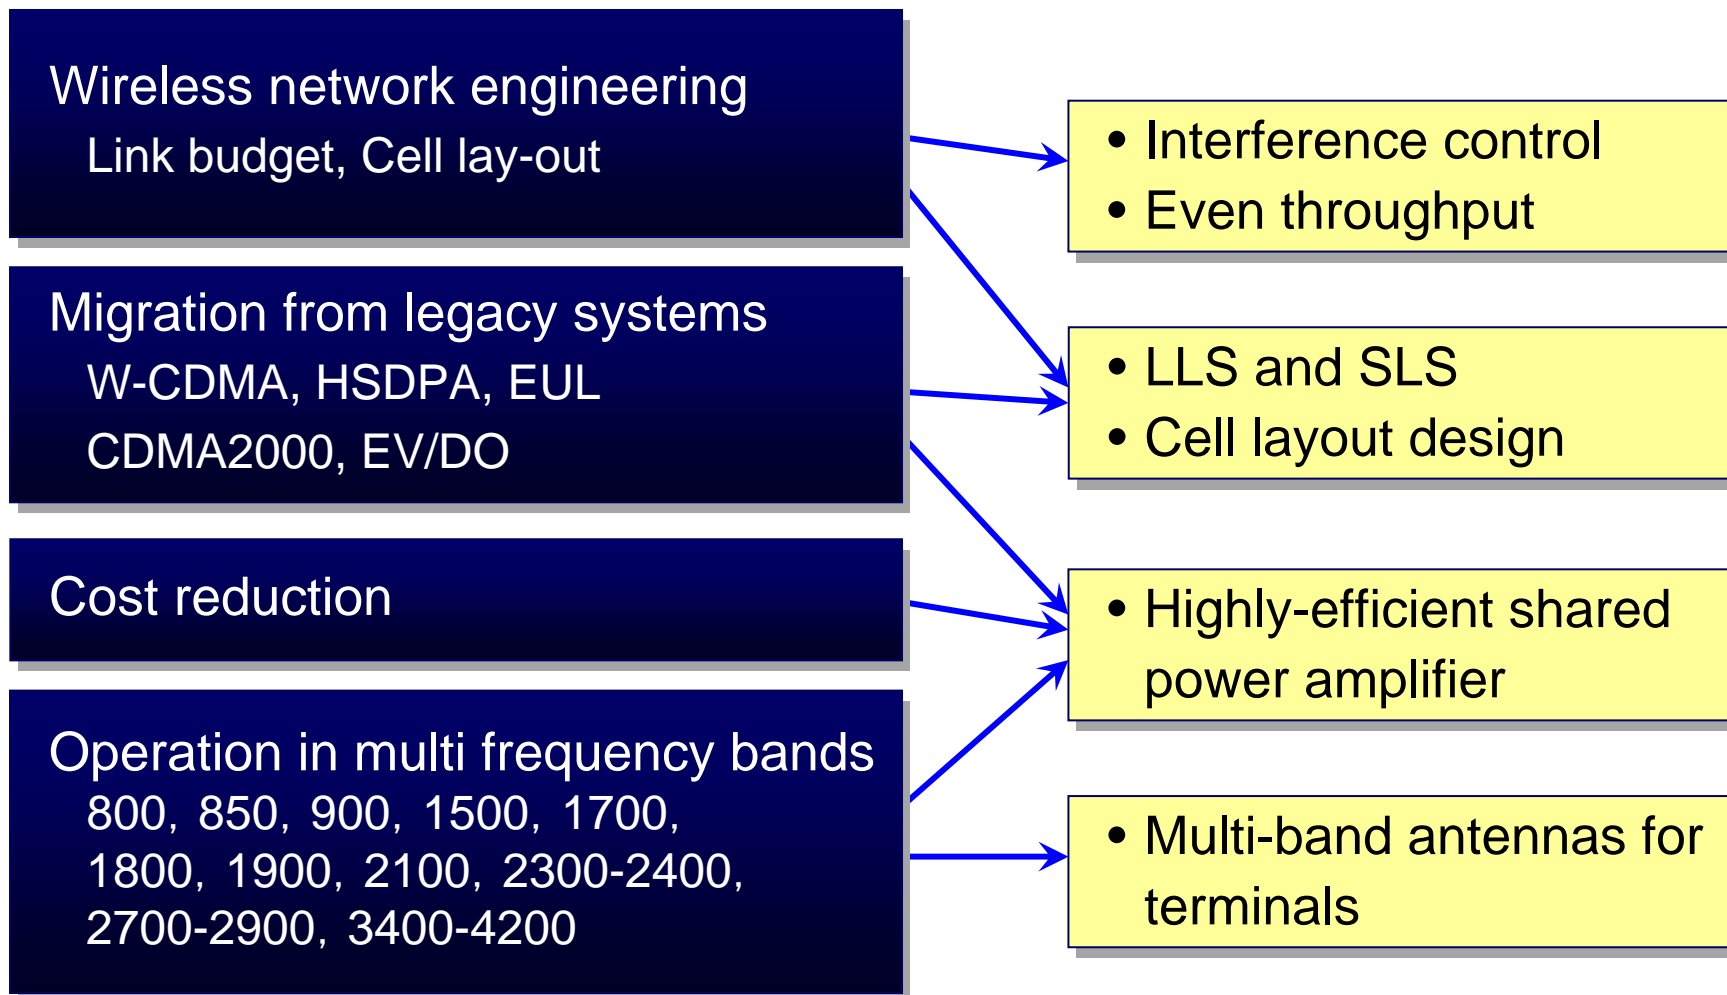 Wireless network engineering
Link budget, Cell lay-out
Migration from legacy systems
W-CDMA, HSDPA, EUL
CDMA2000, EV/DO
Cost reduction
Operation in multi frequency bands
800, 850, 900, 1500, 1700,
1800, 1900, 2100, 2300-2400,
2700-2900, 3400-4200
• Interference control
• Even throughput
• LLS and SLS
• Cell layout design
• Highly-efficient shared
power amplifier
• Multi-band antennas for
terminals